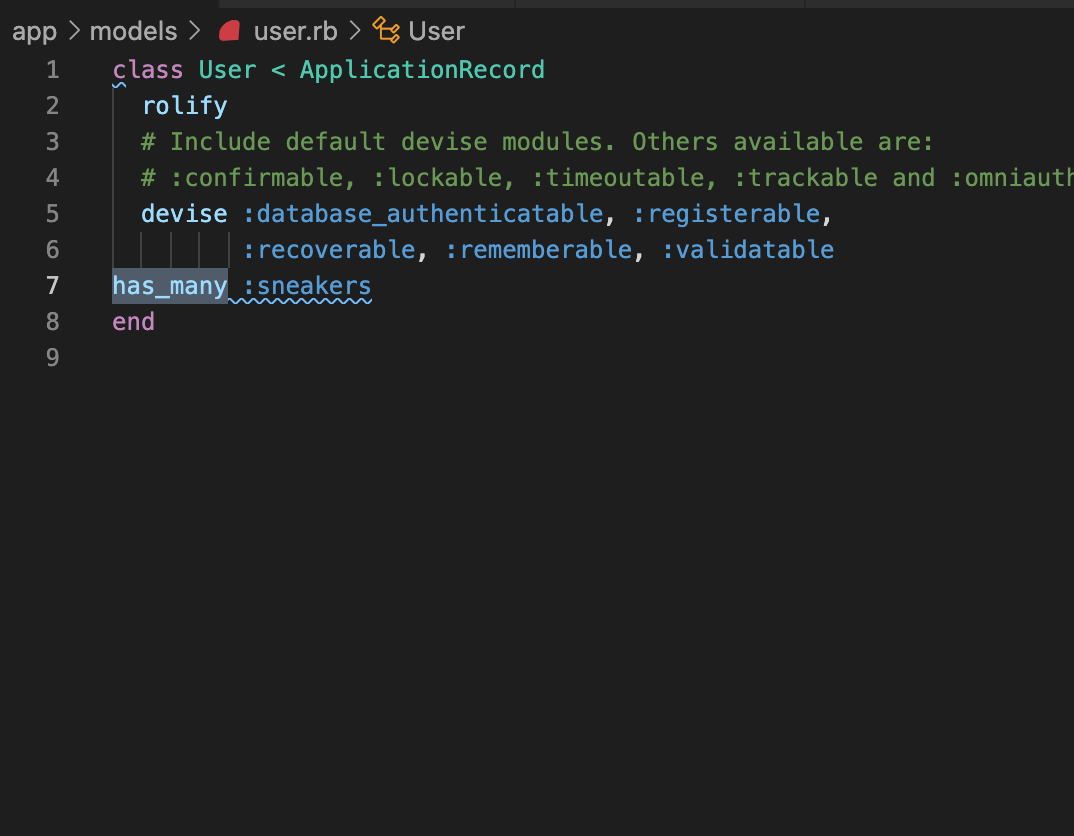 app > models > user.rb > User
1 class User < ApplicationRecord
2 rolify
3 # Include default devise modules. Others available are:
4 # :confirmable, :lockable, :timeoutable, :trackable and :omniauth
5 devise :database_authenticatable, :registerable,
6 :recoverable, :rememberable, :validatable
7 has_many :sneakers
8 end
9